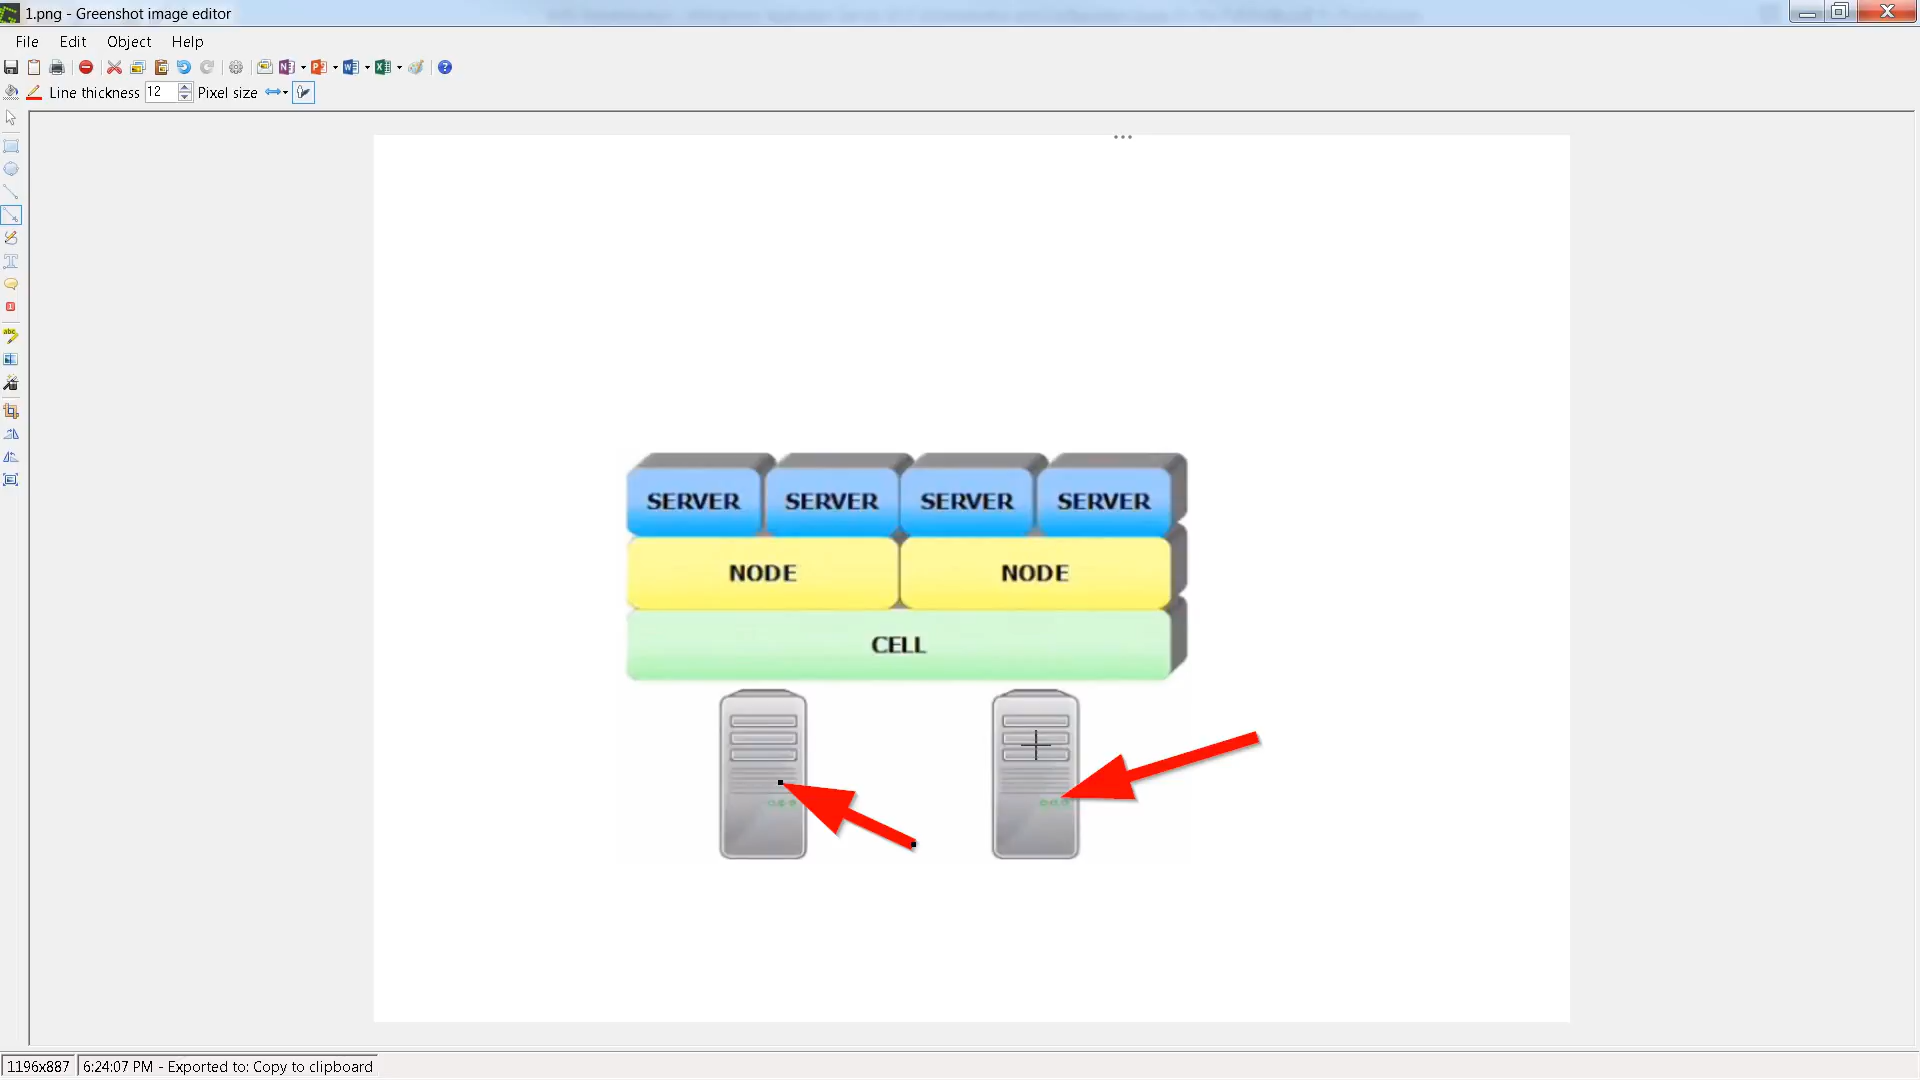 1.png - Greenshot image editor
File Edit Object Help
Line thickness 12 Pixel size
SERVER SERVER SERVER SERVER
NODE NODE
CELL
1196x887 6:24:07 PM - Exported to: Copy to clipboard